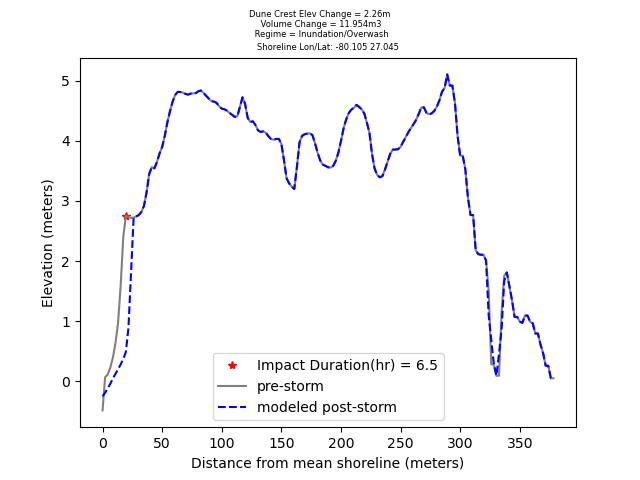 Dune Crest Elev Change = 2.26m
Volume Change = 11.954m
Regime = Inundation/Overwash
Shoreline Lon/Lat: -80.105 27.045
5
4
3
2
1
0
Elevation (meters)
Impact Duration(hr) = 6.5
pre-storm
modeled post-storm
0 50 100 150 200 250 300 350
Distance from mean shoreline (meters)